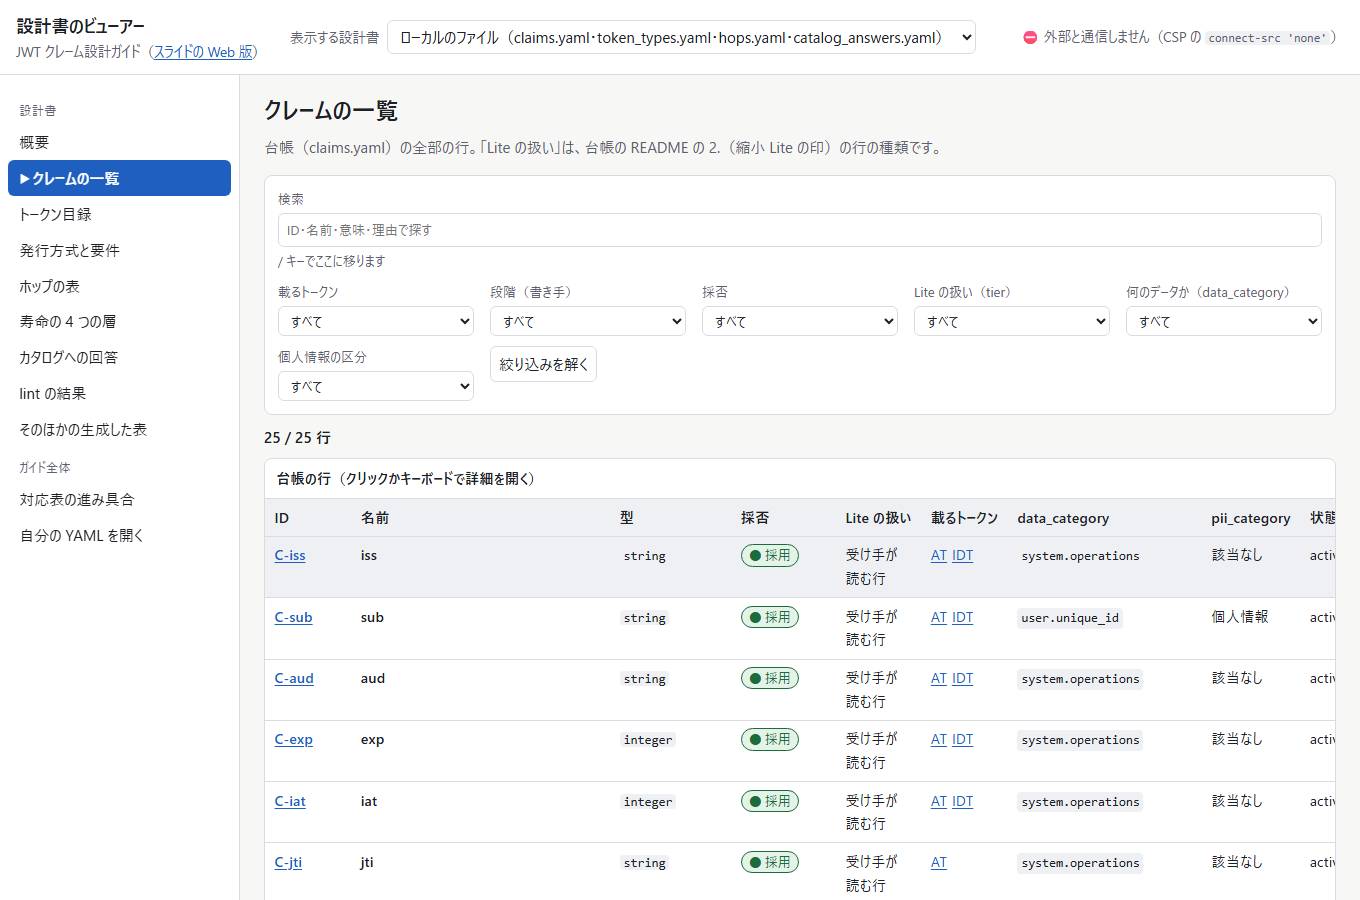 設計書のビューアー
JWT クレーム設計ガイド（スライドの Web 版）
表示する設計書
ローカルのファイル（claims.yaml・token_types.yaml・hops.yaml・catalog_answers.yaml）
外部と通信しません（CSP の connect-src 'none'）
設計書
概要
▶クレームの一覧
トークン目録
発行方式と要件
ホップの表
寿命の 4 つの層
カタログへの回答
lint の結果
そのほかの生成した表
ガイド全体
対応表の進み具合
自分の YAML を開く
クレームの一覧
台帳（claims.yaml）の全部の行。「Lite の扱い」は、台帳の README の 2.（縮小 Lite の印）の行の種類です。
検索
ID・名前・意味・理由で探す
/ キーでここに移ります
載るトークン
すべて
段階（書き手）
すべて
採否
すべて
Lite の扱い（tier）
すべて
何のデータか（data_category）
すべて
個人情報の区分
すべて
絞り込みを解く
25 / 25 行
台帳の行（クリックかキーボードで詳細を開く）
ID 名前 型 採否 Lite の扱い 載るトークン data_category pii_category 状態
C-iss iss string ● 採用 受け手が読む行 AT IDT system.operations 該当なし activ
C-sub sub string ● 採用 受け手が読む行 AT IDT user.unique_id 個人情報 activ
C-aud aud string ● 採用 受け手が読む行 AT IDT system.operations 該当なし activ
C-exp exp integer ● 採用 受け手が読む行 AT IDT system.operations 該当なし activ
C-iat iat integer ● 採用 受け手が読む行 AT IDT system.operations 該当なし activ
C-jti jti string ● 採用 受け手が読む行 AT system.operations 該当なし activ